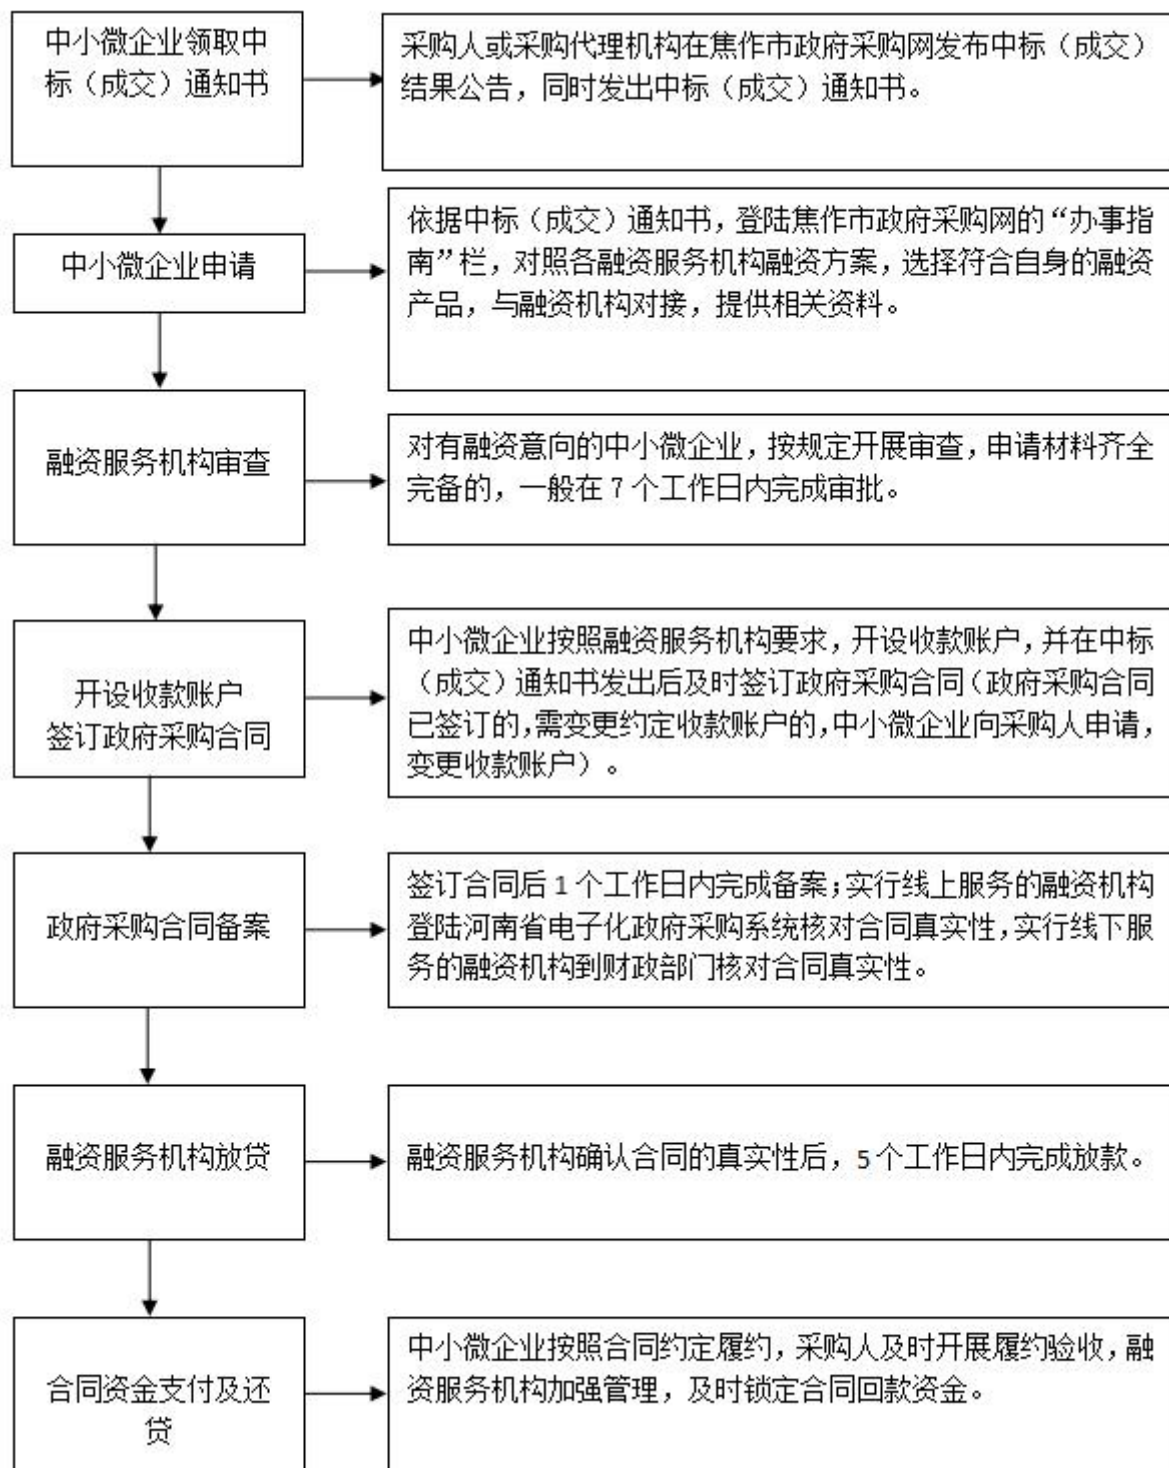 中小微企业领取中
标（成交）通知书
采购人或采购代理机构在焦作市政府采购网发布中标（成交）
结果公告，同时发出中标（成交）通知书。
中小微企业申请
依据中标（成交）通知书，登陆焦作市政府采购网的“办事指
南”栏，对照各融资服务机构融资方案，选择符合自身的融资
产品，与融资机构对接，提供相关资料。
融资服务机构审查
对有融资意向的中小微企业，按规定开展审查，申请材料齐全
完备的，一般在 7 个工作日内完成审批。
开设收款账户
签订政府采购合同
中小微企业按照融资服务机构要求，开设收款账户，并在中标
（成交）通知书发出后及时签订政府采购合同（政府采购合同
已签订的，需变更约定收款账户的，中小微企业向采购人申请，
变更收款账户）。
政府采购合同备案
签订合同后 1 个工作日内完成备案；实行线上服务的融资机构
登陆河南省电子化政府采购系统核对合同真实性，实行线下服
务的融资机构到财政部门核对合同真实性。
融资服务机构放贷
融资服务机构确认合同的真实性后，5 个工作日内完成放款。
合同资金支付及还
贷
中小微企业按照合同约定履约，采购人及时开展履约验收，融
资服务机构加强管理，及时锁定合同回款资金。